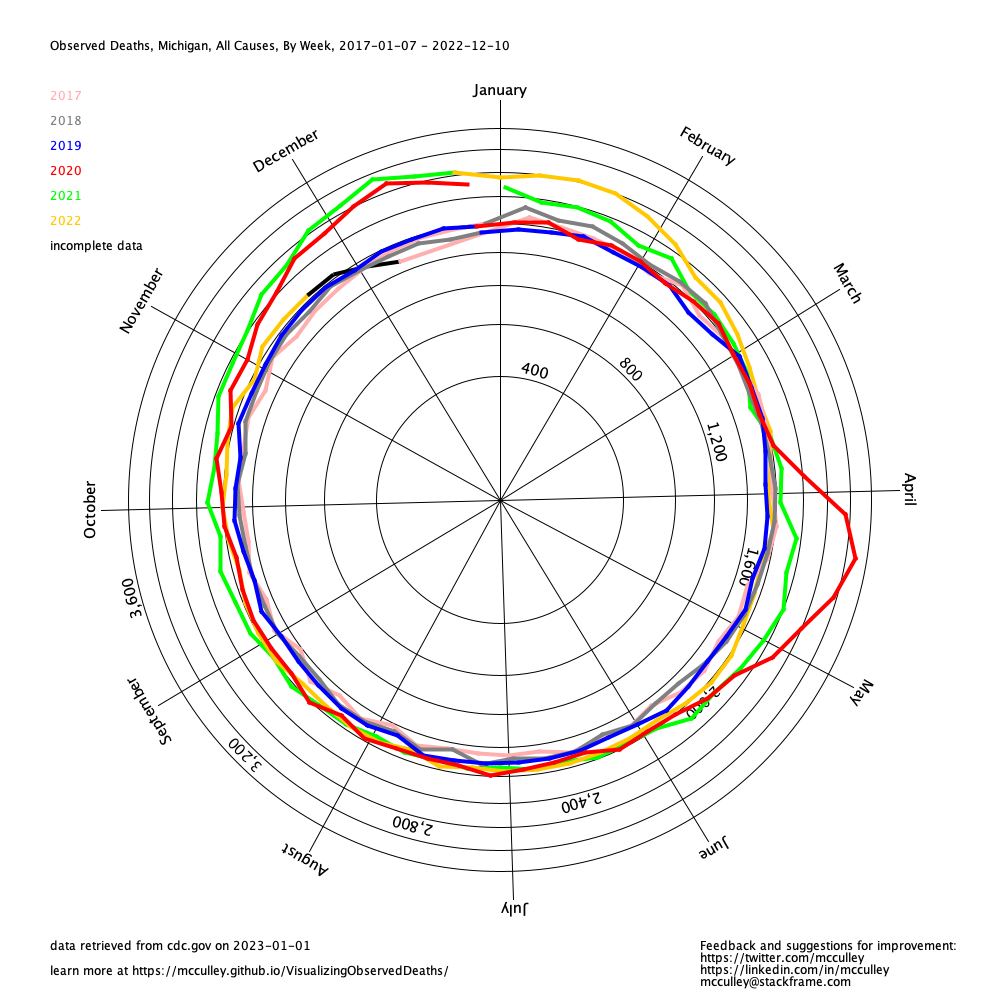 Observed Deaths, Michigan, All Causes, By Week, 2017-01-07 - 2022-12-10
January
2017
2018
2019
2020
2021
2022
incomplete data
December
February
November
March
400
800
1,200
October
April
1,600
3,600
September
May
3,200
2,400
2,800
August
June
July
data retrieved from cdc.gov on 2023-01-01
learn more at https://mcculley.github.io/VisualizingObservedDeaths/
Feedback and suggestions for improvement:
https://twitter.com/mcculley
https://linkedin.com/in/mcculley
mcculley@stackframe.com